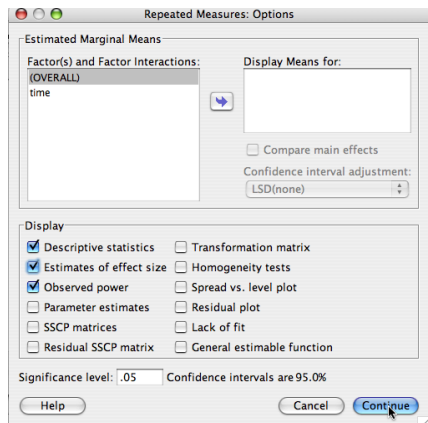 Repeated Measures: Options
Estimated Marginal Means
Factor(s) and Factor Interactions:
Display Means for:
(OVERALL)
time
Compare main effects
Confidence interval adjustment:
LSD(none)
Display
Descriptive statistics
Transformation matrix
Estimates of effect size
Homogeneity tests
Observed power
Spread vs. level plot
Parameter estimates
Residual plot
SSCP matrices
Lack of fit
Residual SSCP matrix
General estimable function
Significance level: .05 Confidence intervals are 95.0%
Help
Cancel
Continue